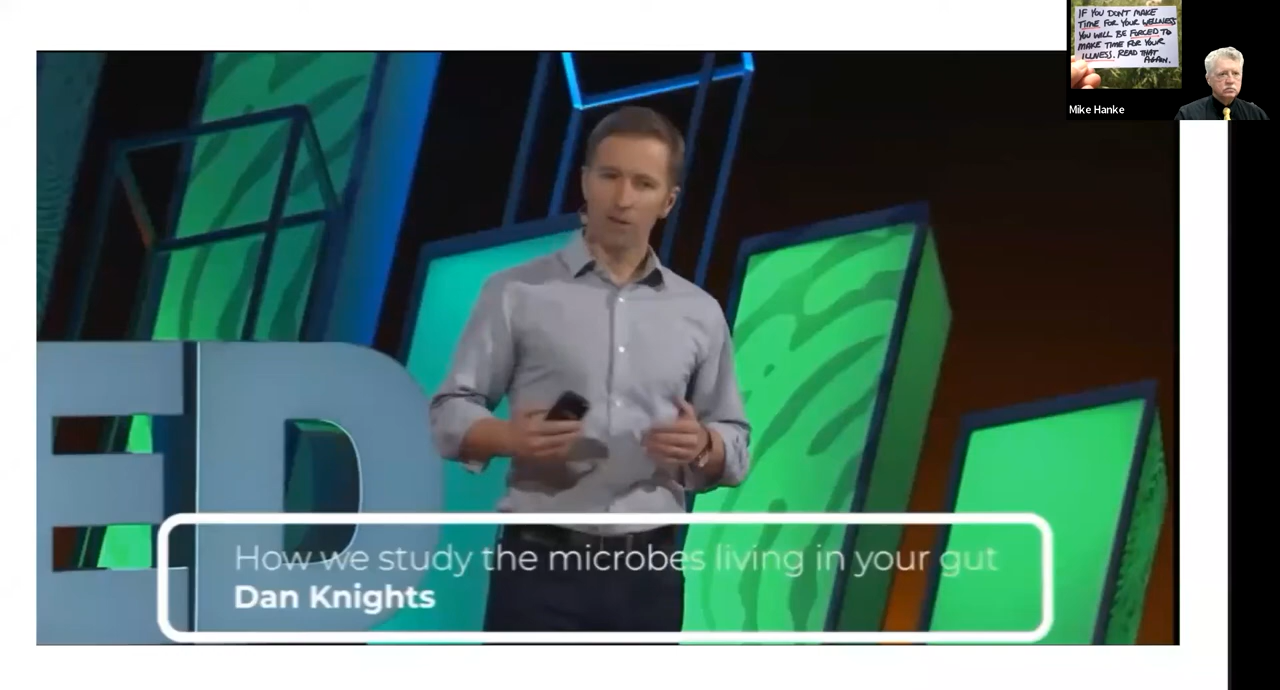 IF YOU DON'T MAKE
TIME FOR YOUR WELLNESS
YOU WILL BE FORCED TO
MAKE TIME FOR YOUR
ILLNESS. READ THAT
AGAIN.
Mike Hanke
ED
How we study the microbes living in your gut
Dan Knights